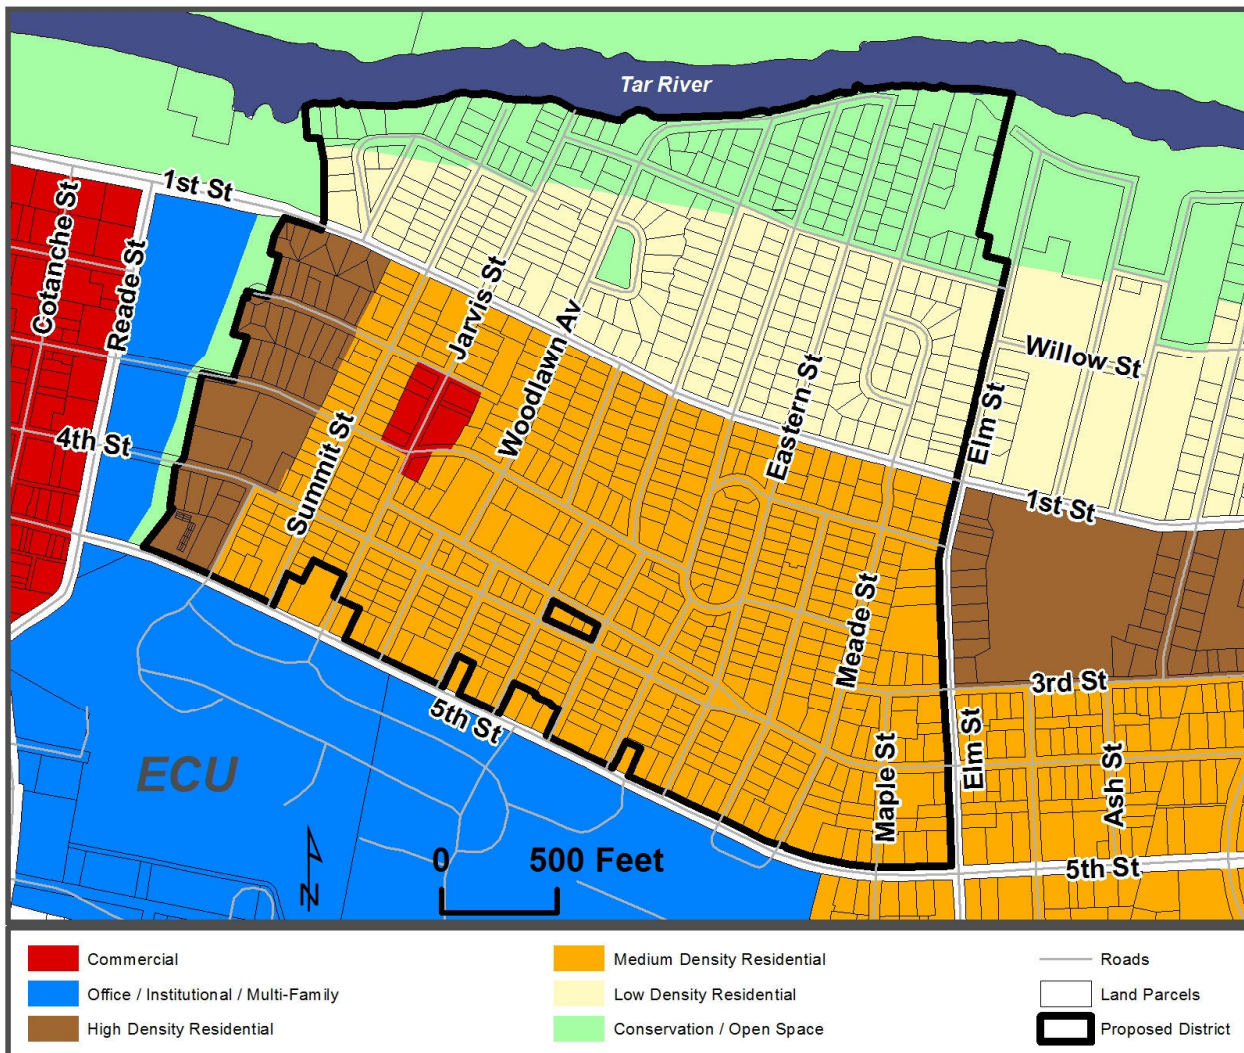 Tar River
1st St
Cotanche St
Reade St
Jarvis St
Woodlawn Av
Willow St
Eastern St
Elm St
4th St
Summit St
1st St
Meade St
3rd St
5th St
Elm St
Maple St
Ash St
ECU
N
0 500 Feet
5th St
Commercial
Office / Institutional / Multi-Family
High Density Residential
Medium Density Residential
Low Density Residential
Conservation / Open Space
Roads
Land Parcels
Proposed District